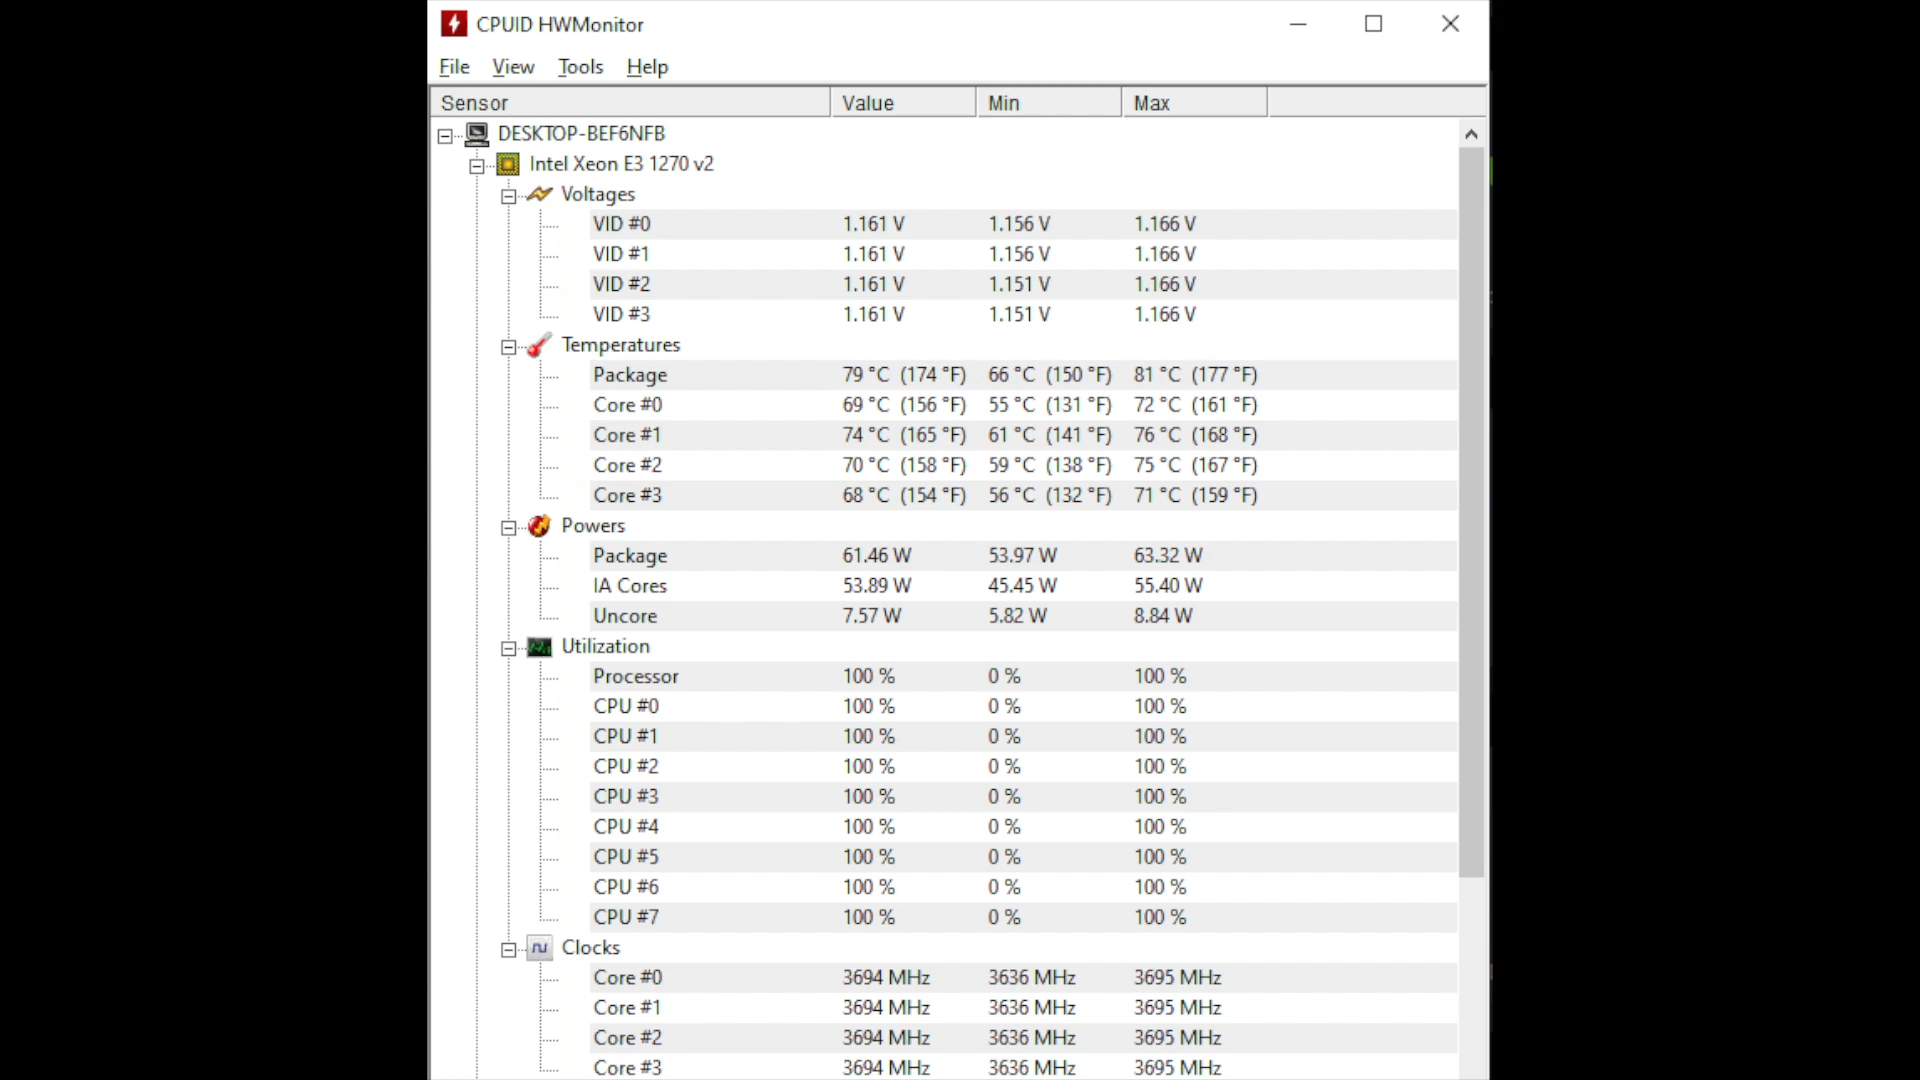 CPUID HWMonitor
File View Tools Help
Sensor Value Min Max
DESKTOP-BEF6NFB
Intel Xeon E3 1270 v2
Voltages
VID #0 1.161 V 1.156 V 1.166 V
VID #1 1.161 V 1.156 V 1.166 V
VID #2 1.161 V 1.151 V 1.166 V
VID #3 1.161 V 1.151 V 1.166 V
Temperatures
Package 79 °C (174 °F) 66 °C (150 °F) 81 °C (177 °F)
Core #0 69 °C (156 °F) 55 °C (131 °F) 72 °C (161 °F)
Core #1 74 °C (165 °F) 61 °C (141 °F) 76 °C (168 °F)
Core #2 70 °C (158 °F) 59 °C (138 °F) 75 °C (167 °F)
Core #3 68 °C (154 °F) 56 °C (132 °F) 71 °C (159 °F)
Powers
Package 61.46 W 53.97 W 63.32 W
IA Cores 53.89 W 45.45 W 55.40 W
Uncore 7.57 W 5.82 W 8.84 W
Utilization
Processor 100 % 0 % 100 %
CPU #0 100 % 0 % 100 %
CPU #1 100 % 0 % 100 %
CPU #2 100 % 0 % 100 %
CPU #3 100 % 0 % 100 %
CPU #4 100 % 0 % 100 %
CPU #5 100 % 0 % 100 %
CPU #6 100 % 0 % 100 %
CPU #7 100 % 0 % 100 %
Clocks
Core #0 3694 MHz 3636 MHz 3695 MHz
Core #1 3694 MHz 3636 MHz 3695 MHz
Core #2 3694 MHz 3636 MHz 3695 MHz
Core #3 3694 MHz 3636 MHz 3695 MHz